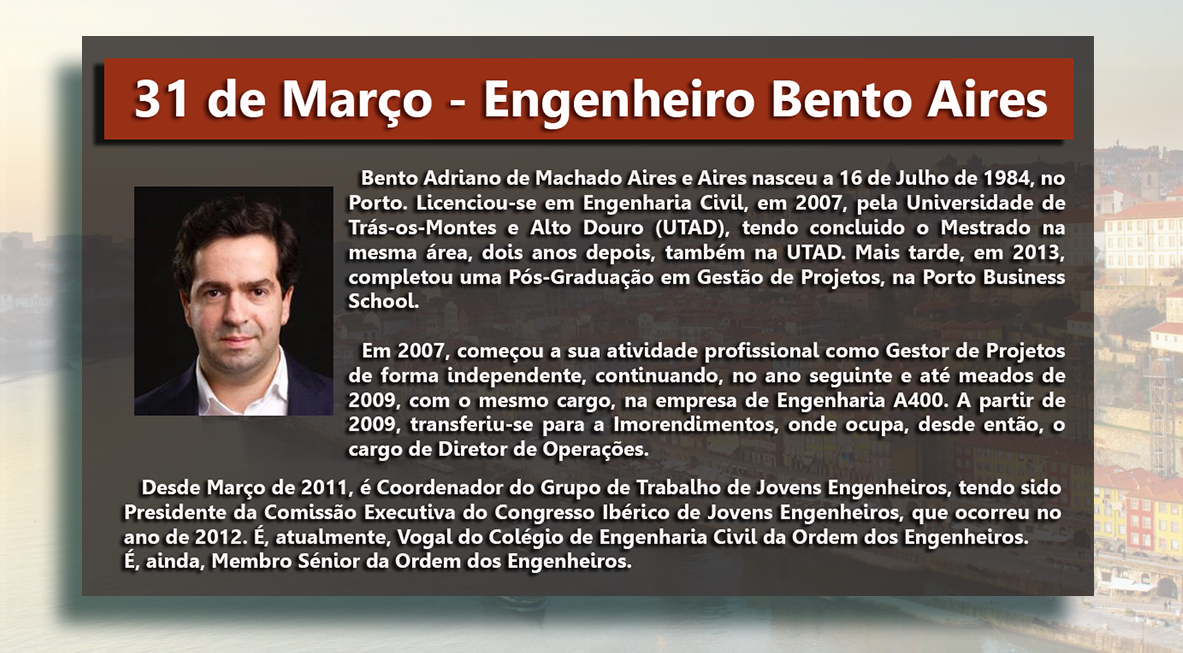 31 de Março - Engenheiro Bento Aires
Bento Adriano de Machado Aires e Aires nasceu a 16 de Julho de 1984, no
Porto. Licenciou-se em Engenharia Civil, em 2007, pela Universidade de
Trás-os-Montes e Alto Douro (UTAD), tendo concluido o Mestrado na
mesma área, dois anos depois, também na UTAD. Mais tarde, em 2013,
completou uma Pós-Graduação em Gestão de Projetos, na Porto Business
School.
Em 2007, começou a sua atividade profissional como Gestor de Projetos
de forma independente, continuando, no ano seguinte e até meados de
2009, com o mesmo cargo, na empresa de Engenharia A400. A partir de
2009, transferiu-se para a Imorendimentos, onde ocupa, desde então, o
cargo de Diretor de Operações.
Desde Março de 2011, é Coordenador do Grupo de Trabalho de Jovens Engenheiros, tendo sido
Presidente da Comissão Executiva do Congresso Ibérico de Jovens Engenheiros, que ocorreu no
ano de 2012. É, atualmente, Vogal do Colégio de Engenharia Civil da Ordem dos Engenheiros.
É, ainda, Membro Sénior da Ordem dos Engenheiros.